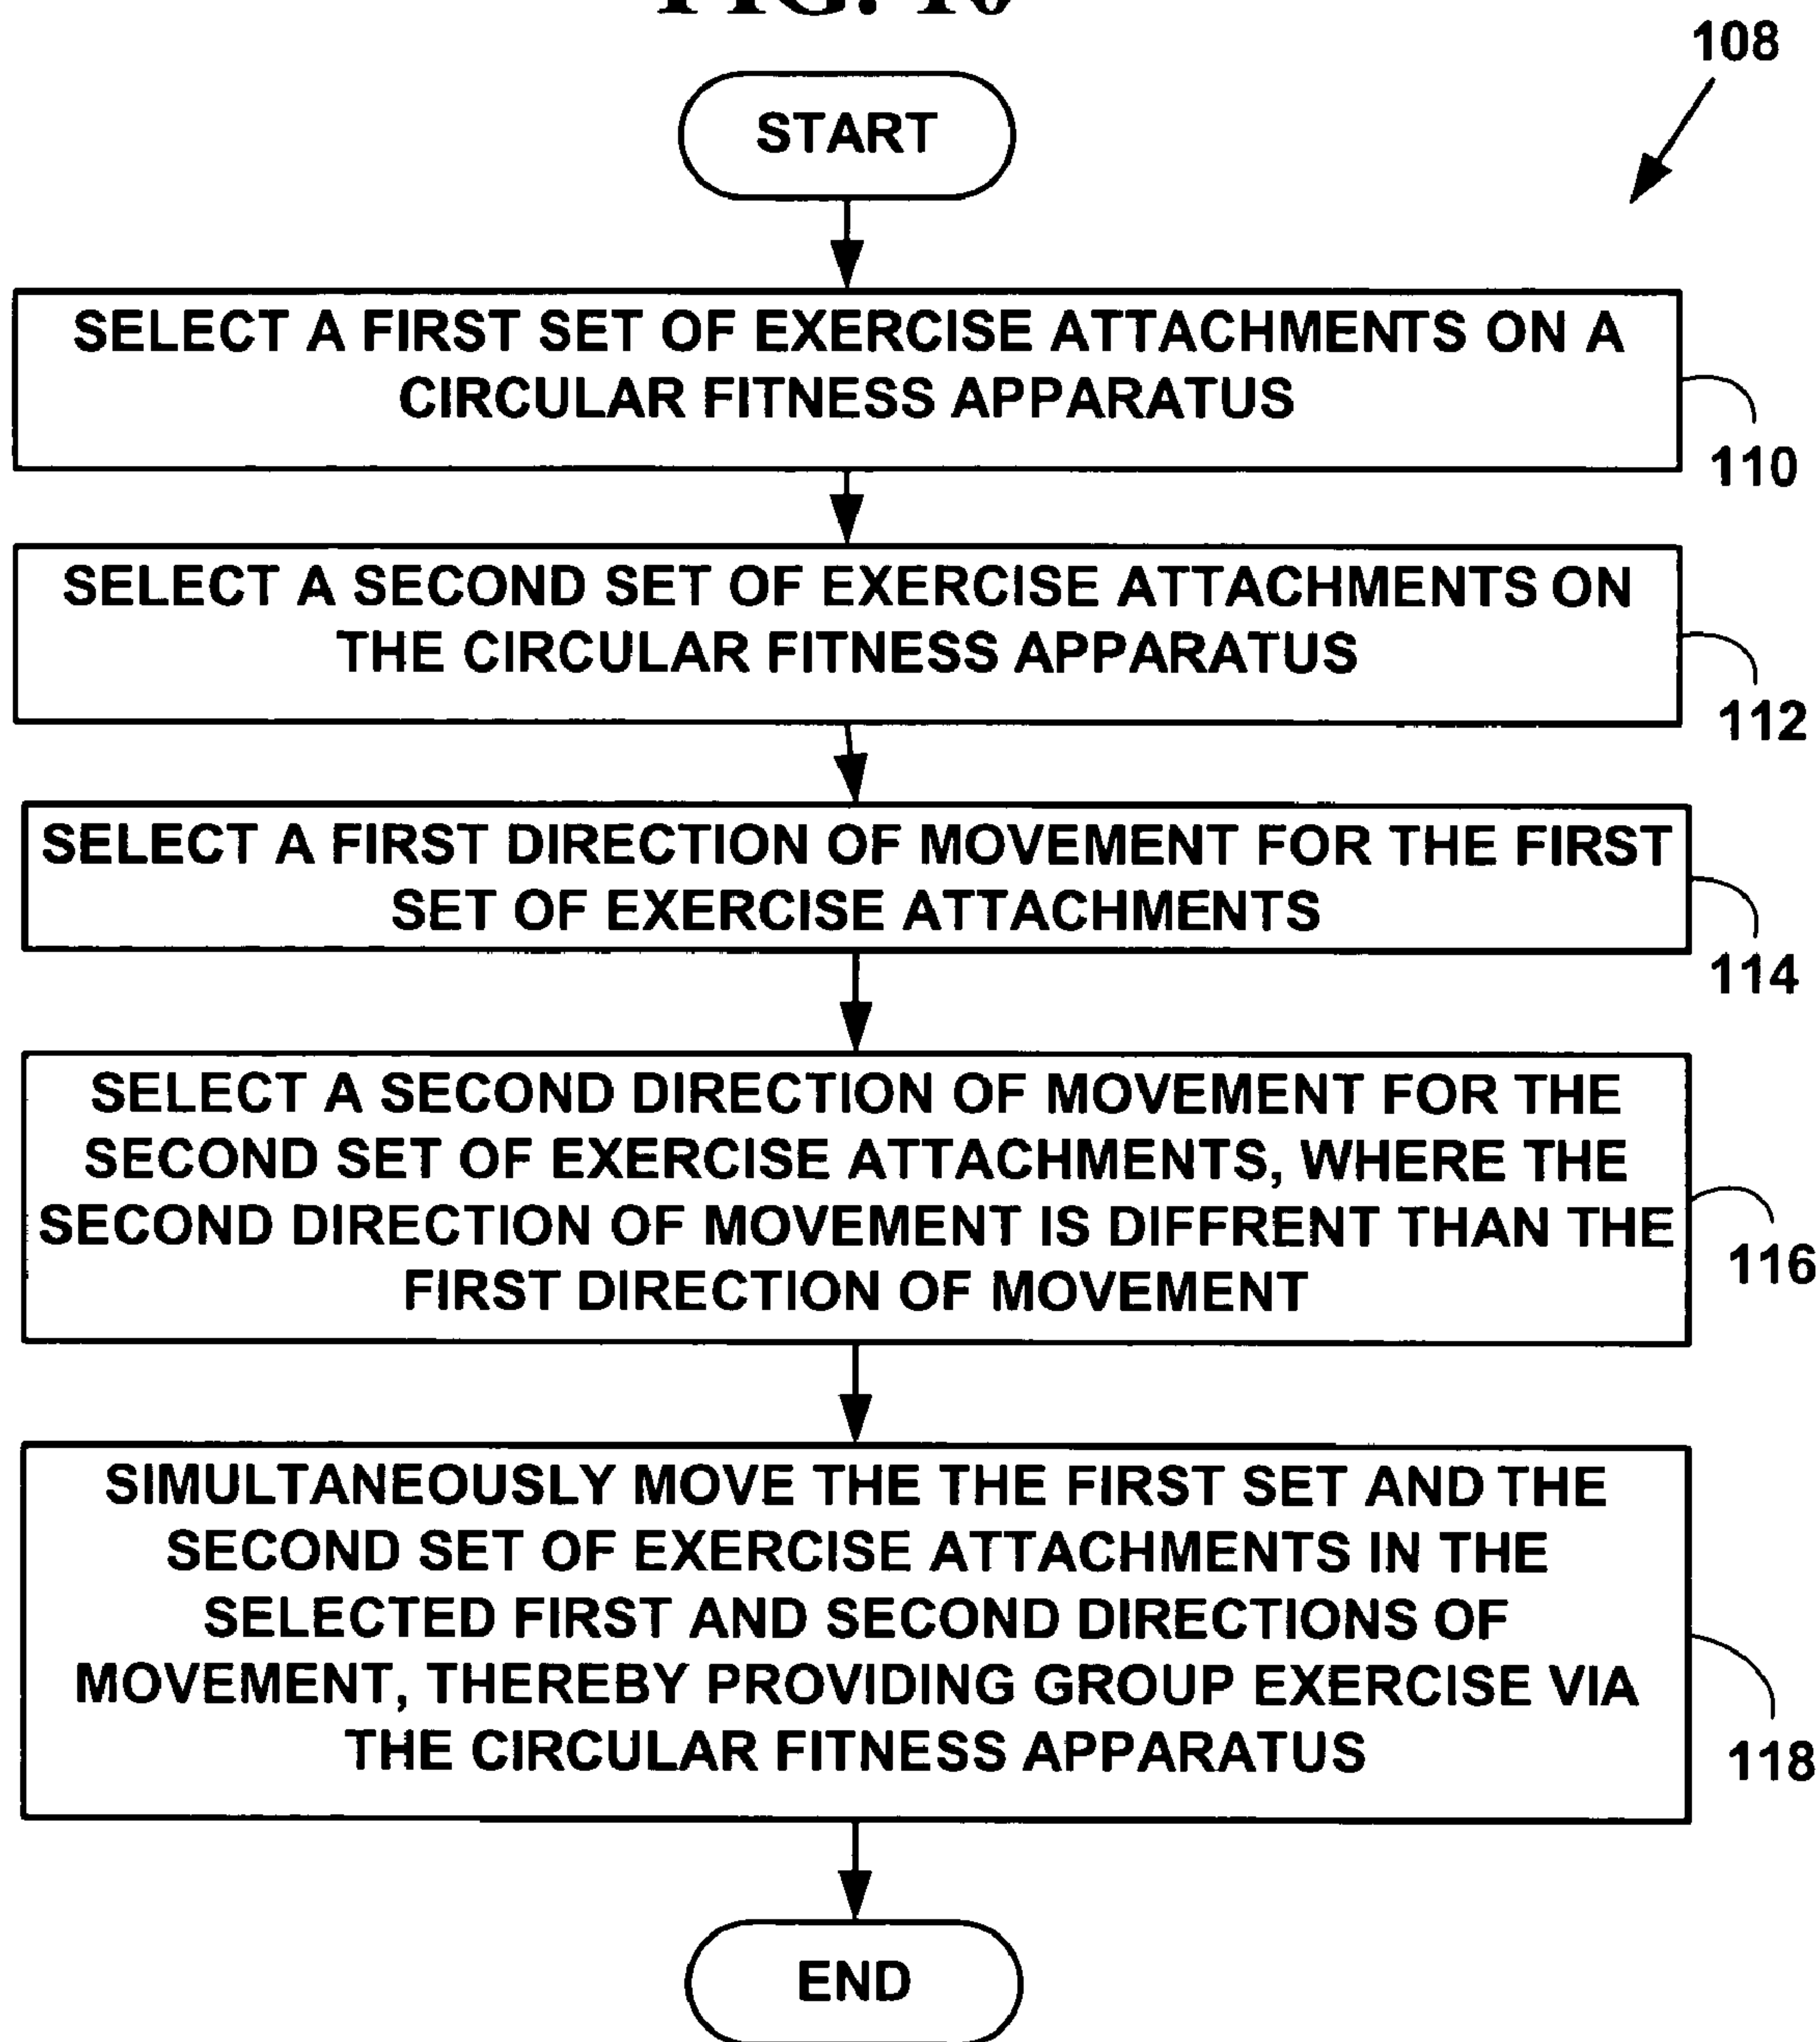 FIG. 10
108
START
SELECT A FIRST SET OF EXERCISE ATTACHMENTS ON A
CIRCULAR FITNESS APPARATUS
110
SELECT A SECOND SET OF EXERCISE ATTACHMENTS ON
THE CIRCULAR FITNESS APPARATUS
112
SELECT A FIRST DIRECTION OF MOVEMENT FOR THE FIRST
SET OF EXERCISE ATTACHMENTS
114
SELECT A SECOND DIRECTION OF MOVEMENT FOR THE
SECOND SET OF EXERCISE ATTACHMENTS, WHERE THE
SECOND DIRECTION OF MOVEMENT IS DIFFRENT THAN THE
FIRST DIRECTION OF MOVEMENT
116
SIMULTANEOUSLY MOVE THE THE FIRST SET AND THE
SECOND SET OF EXERCISE ATTACHMENTS IN THE
SELECTED FIRST AND SECOND DIRECTIONS OF
MOVEMENT, THEREBY PROVIDING GROUP EXERCISE VIA
THE CIRCULAR FITNESS APPARATUS
118
END